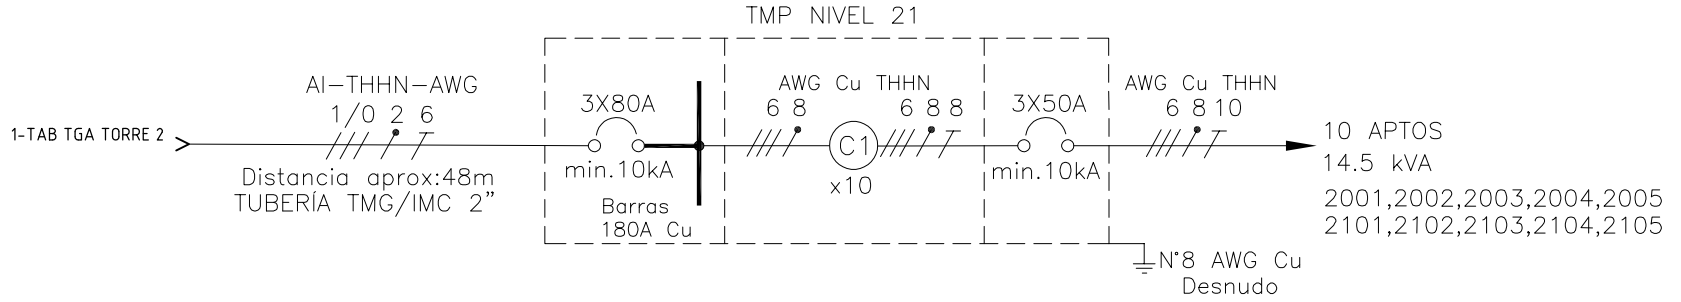 TMP NIVEL 21
1-TAB TGA TORRE 2
Al-THHN-AWG
1/0 2 6
Distancia aprox:48m
TUBERÍA TMG/IMC 2”
3X80A
min.10kA
Barras
180A Cu
AWG Cu THHN
6 8
C1
x10
6 8 8
3X50A
min.10kA
AWG Cu THHN
6 8 10
10 APTOS
14.5 kVA
2001,2002,2003,2004,2005
2101,2102,2103,2104,2105
N°8 AWG Cu
Desnudo